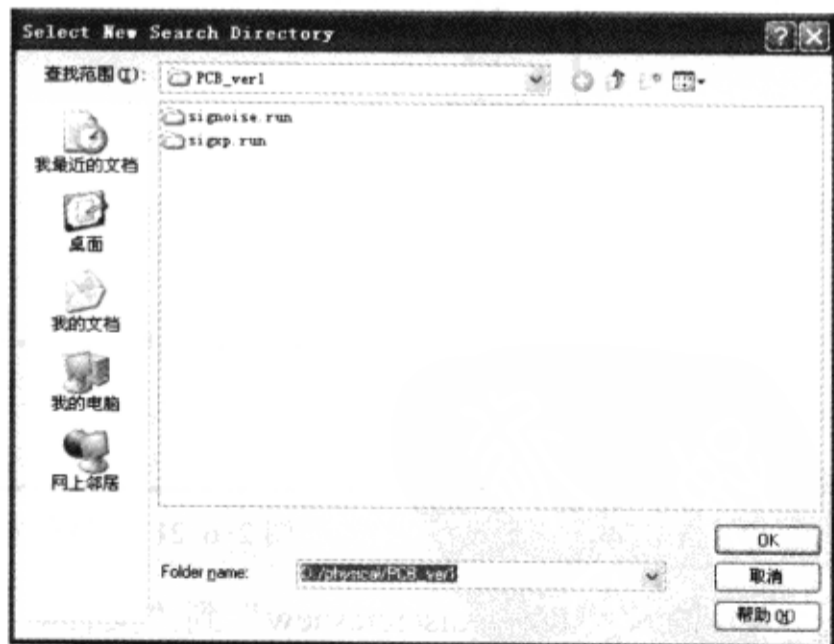 Select New Search Directory
查找范围(I):
PCB_ver1
signoise.run
sigxp.run
我最近的文档
桌面
我的文档
我的电脑
网上邻居
Folder name:
OK
取消
帮助(H)